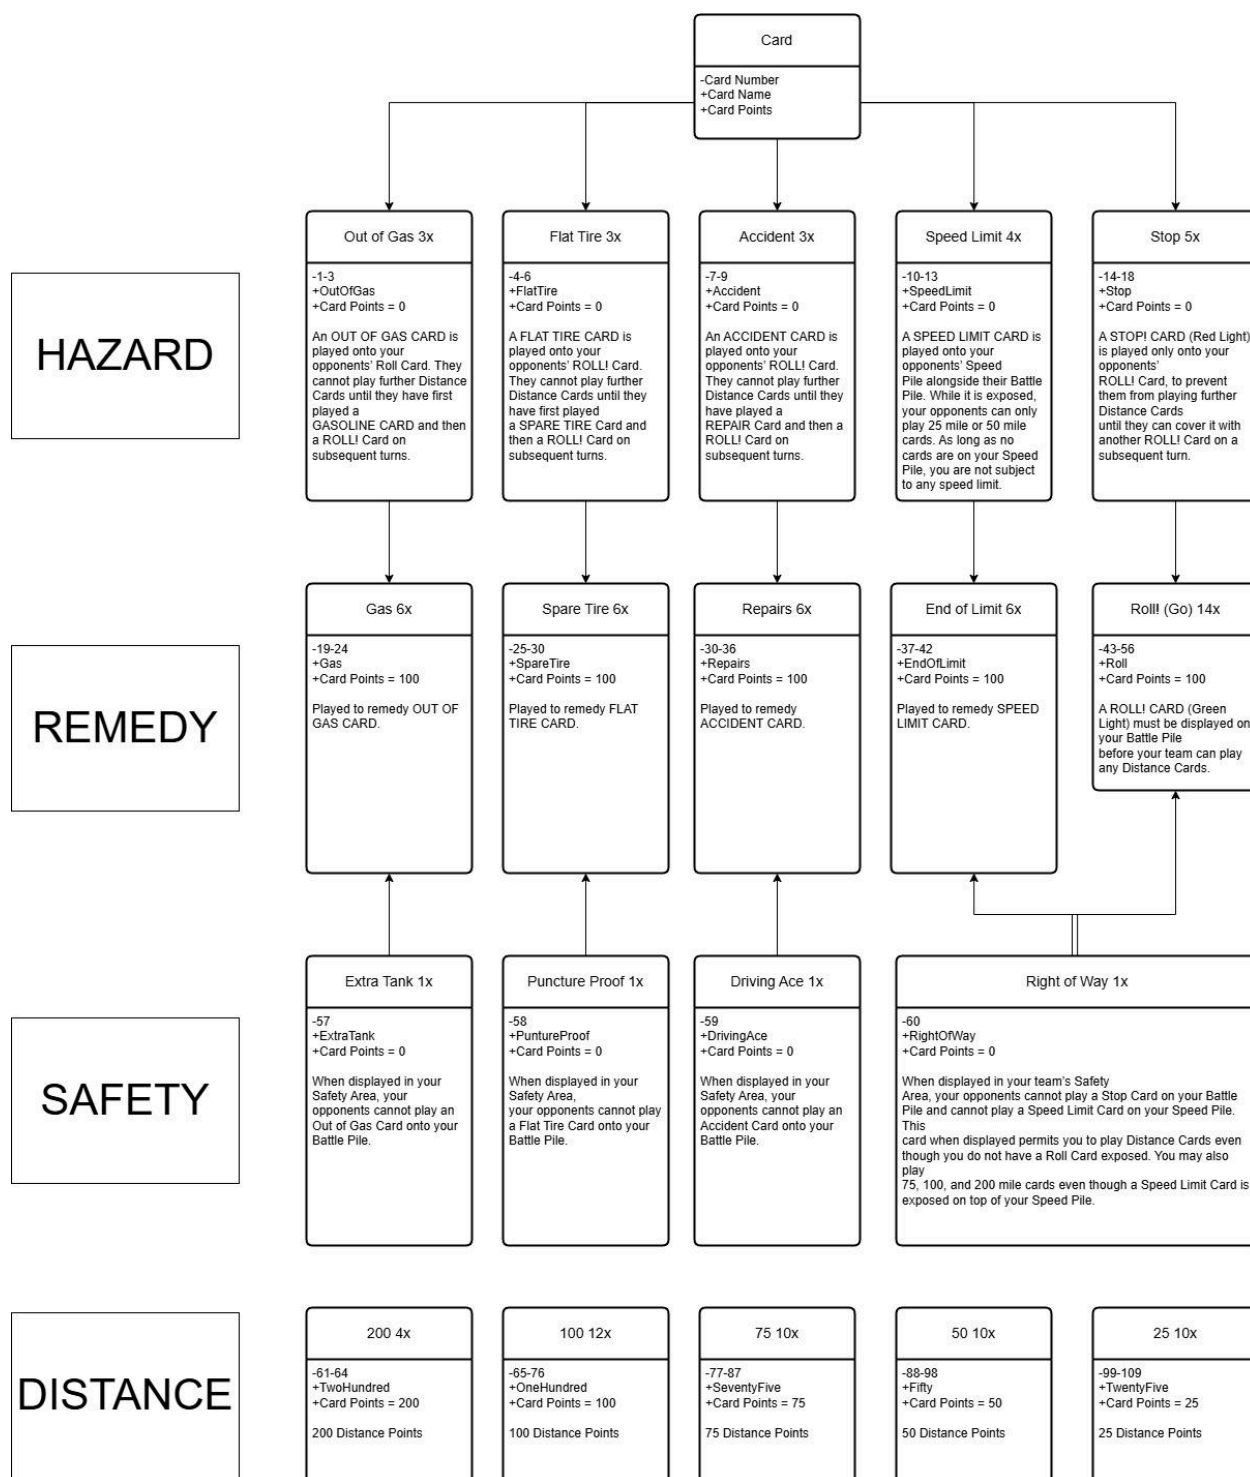 Card
-Card Number
+Card Name
+Card Points
HAZARD
Out of Gas 3x
-1-3
+OutOfGas
+Card Points = 0
An OUT OF GAS CARD is
played onto your
opponents' Roll Card. They
cannot play further Distance
Cards until they have first
played a
GASOLINE CARD and then
a ROLL! Card on
subsequent turns.
Flat Tire 3x
-4-6
+FlatTire
+Card Points = 0
A FLAT TIRE CARD is
played onto your
opponents' ROLL! Card.
They cannot play further
Distance Cards until they
have first played
a SPARE TIRE Card and
then a ROLL! Card on
subsequent turns.
Accident 3x
-7-9
+Accident
+Card Points = 0
An ACCIDENT CARD is
played onto your
opponents' ROLL! Card.
They cannot play further
Distance Cards until they
have played a
REPAIR Card and then a
ROLL! Card on
subsequent turns.
Speed Limit 4x
-10-13
+SpeedLimit
+Card Points = 0
A SPEED LIMIT CARD is
played onto your
opponents' Speed
Pile alongside their Battle
Pile. While it is exposed,
your opponents can only
play 25 mile or 50 mile
cards. As long as no
cards are on your Speed
Pile, you are not subject
to any speed limit.
Stop 5x
-14-18
+Stop
+Card Points = 0
A STOP! CARD (Red Light)
is played only onto your
opponents'
ROLL! Card, to prevent
them from playing further
Distance Cards
until they can cover it with
another ROLL! Card on a
subsequent turn.
REMEDY
Gas 6x
-19-24
+Gas
+Card Points = 100
Played to remedy OUT OF
GAS CARD.
Spare Tire 6x
-25-30
+SpareTire
+Card Points = 100
Played to remedy FLAT
TIRE CARD.
Repairs 6x
-30-36
+Repairs
+Card Points = 100
Played to remedy
ACCIDENT CARD.
End of Limit 6x
-37-42
+EndOfLimit
+Card Points = 100
Played to remedy SPEED
LIMIT CARD.
Roll! (Go) 14x
-43-56
+Roll
+Card Points = 100
A ROLL! CARD (Green
Light) must be displayed on
your Battle Pile
before your team can play
any Distance Cards.
SAFETY
Extra Tank 1x
-57
+ExtraTank
+Card Points = 0
When displayed in your
Safety Area, your
opponents cannot play an
Out of Gas Card onto your
Battle Pile.
Puncture Proof 1x
-58
+PuntureProof
+Card Points = 0
When displayed in your
Safety Area,
your opponents cannot play
a Flat Tire Card onto your
Battle Pile.
Driving Ace 1x
-59
+DrivingAce
+Card Points = 0
When displayed in your
Safety Area, your
opponents cannot play an
Accident Card onto your
Battle Pile.
Right of Way 1x
-60
+RightOfWay
+Card Points = 0
When displayed in your team's Safety
Area, your opponents cannot play a Stop Card on your Battle
Pile and cannot play a Speed Limit Card on your Speed Pile.
This
card when displayed permits you to play Distance Cards even
though you do not have a Roll Card exposed. You may also
play
75, 100, and 200 mile cards even though a Speed Limit Card is
exposed on top of your Speed Pile.
DISTANCE
200 4x
-61-64
+TwoHundred
+Card Points = 200
200 Distance Points
100 12x
-65-76
+OneHundred
+Card Points = 100
100 Distance Points
75 10x
-77-87
+SeventyFive
+Card Points = 75
75 Distance Points
50 10x
-88-98
+Fifty
+Card Points = 50
50 Distance Points
25 10x
-99-109
+TwentyFive
+Card Points = 25
25 Distance Points